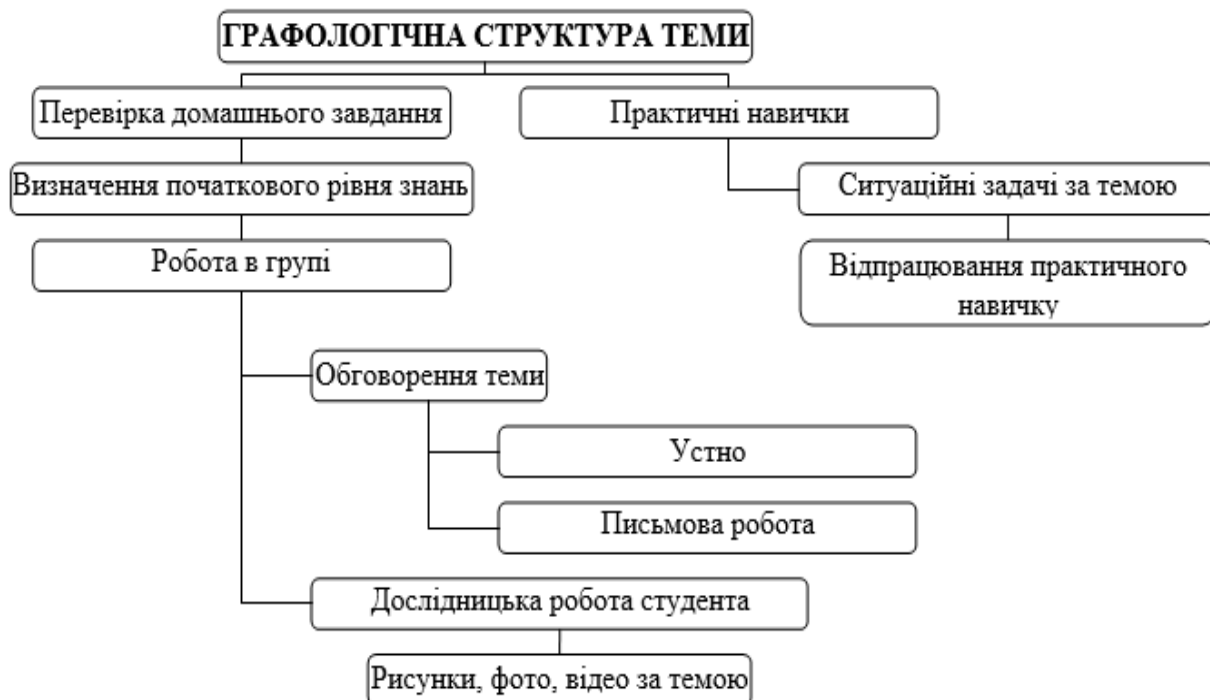 ГРАФОЛОГІЧНА СТРУКТУРА ТЕМИ
Перевірка домашнього завдання
Практичні навички
Визначення початкового рівня знань
Ситуаційні задачі за темою
Робота в групі
Відпрацювання практичного
навичку
Обговорення теми
Устно
Письмова робота
Дослідницька робота студента
Рисунки, фото, відео за темою